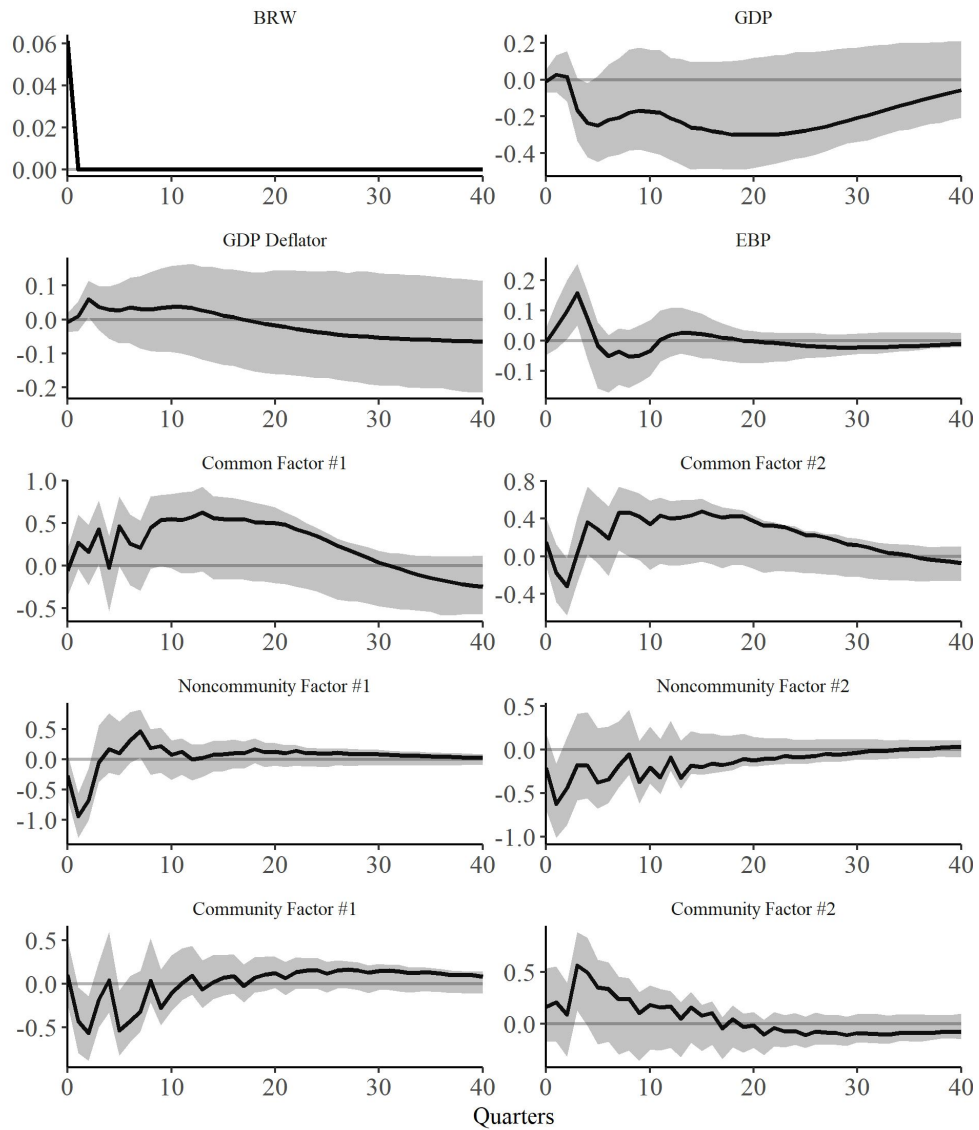 BRW
0.06
0.04
0.02
0.00
0 10 20 30 40
GDP
0.2
0.0
-0.2
-0.4
0 10 20 30 40
GDP Deflator
0.1
0.0
-0.1
-0.2
0 10 20 30 40
EBP
0.2
0.1
0.0
-0.1
0 10 20 30 40
Common Factor #1
1.0
0.5
0.0
-0.5
0 10 20 30 40
Common Factor #2
0.8
0.4
0.0
-0.4
0 10 20 30 40
Noncommunity Factor #1
0.5
0.0
-0.5
-1.0
0 10 20 30 40
Noncommunity Factor #2
0.0
-0.5
-1.0
0 10 20 30 40
Community Factor #1
0.5
0.0
-0.5
0 10 20 30 40
Community Factor #2
0.5
0.0
0 10 20 30 40
Quarters